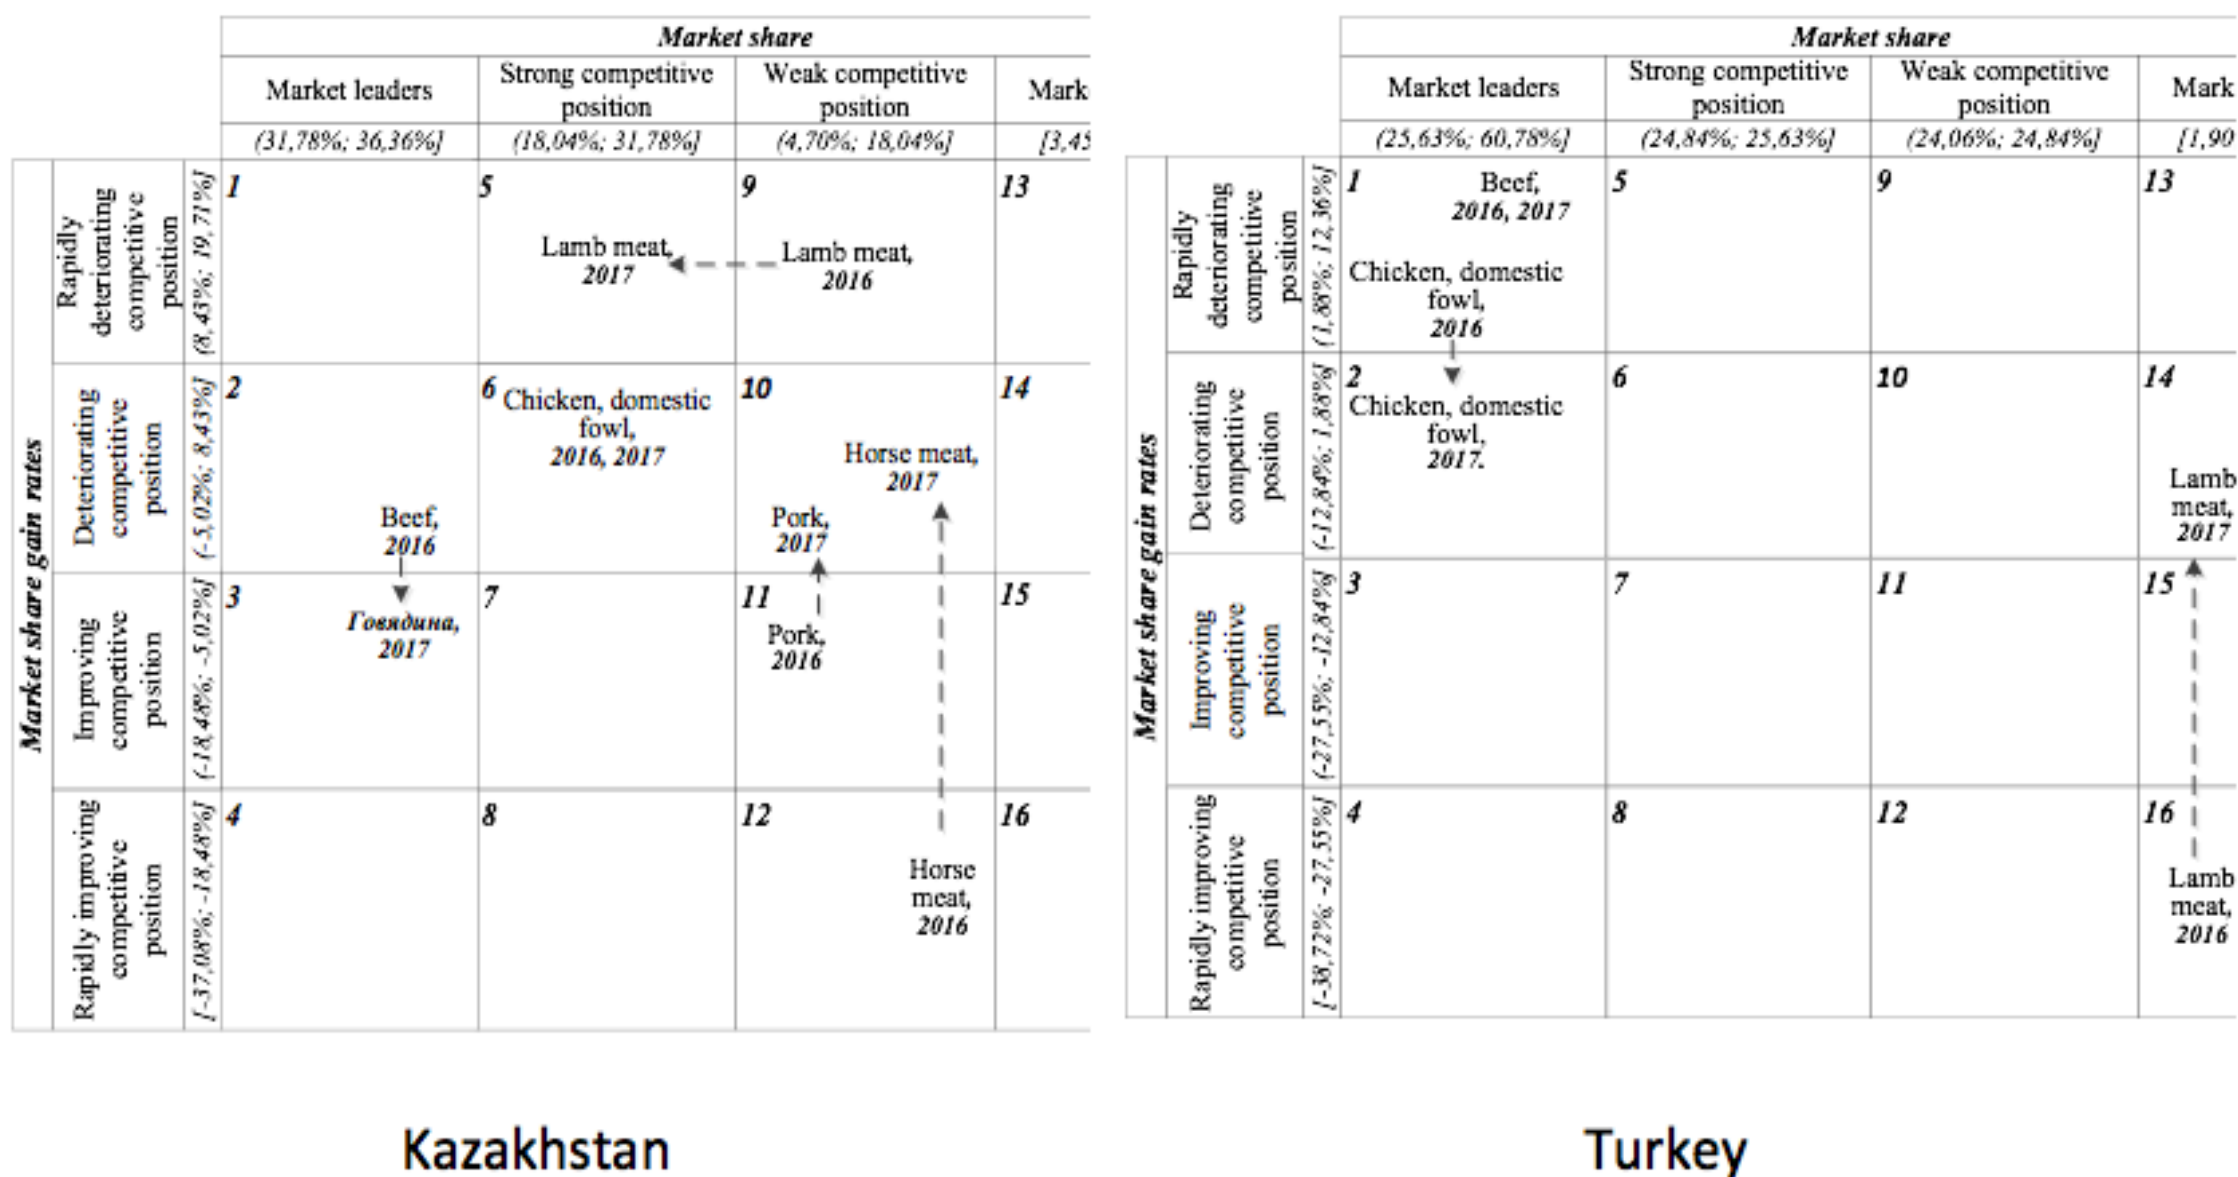 Market share
Market leaders
Strong competitive
position
Weak competitive
position
Mark
(31,78%; 36,36%]
(18,04%; 31,78%]
(4,70%; 18,04%]
[3,45
Market share gain rates
Rapidly
deteriorating
competitive
position
(8,43%; 19,71%]
1
5
Lamb meat,
2017
9
Lamb meat,
2016
13
Deteriorating
competitive
position
(-5,02%; 8,43%]
2
Beef,
2016
6
Chicken, domestic
fowl,
2016, 2017
10
Horse meat,
2017
Pork,
2017
14
Improving
competitive
position
(-18,48%; -5,02%]
3
Говядина,
2017
7
11
Pork,
2016
15
Rapidly improving
competitive
position
[-37,08%; -18,48%]
4
8
12
Horse
meat,
2016
16
Kazakhstan
Market share
Market leaders
Strong competitive
position
Weak competitive
position
Mark
(25,63%; 60,78%]
(24,84%; 25,63%]
(24,06%; 24,84%]
[1,90
Market share gain rates
Rapidly
deteriorating
competitive
position
(1,88%; 12,36%]
1
Beef,
2016, 2017
Chicken, domestic
fowl,
2016
5
9
13
Deteriorating
competitive
position
(-12,84%; 1,88%]
2
Chicken, domestic
fowl,
2017.
6
10
14
Lamb
meat,
2017
Improving
competitive
position
(-27,55%; -12,84%]
3
7
11
15
Rapidly improving
competitive
position
[-38,72%; -27,55%]
4
8
12
16
Lamb
meat,
2016
Turkey